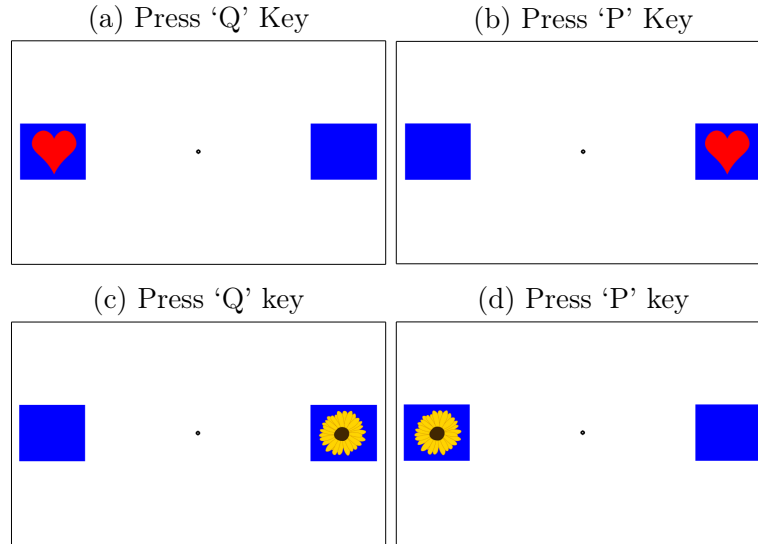 (a) Press ‘Q’ Key
(b) Press ‘P’ Key
(c) Press ‘Q’ key
(d) Press ‘P’ key